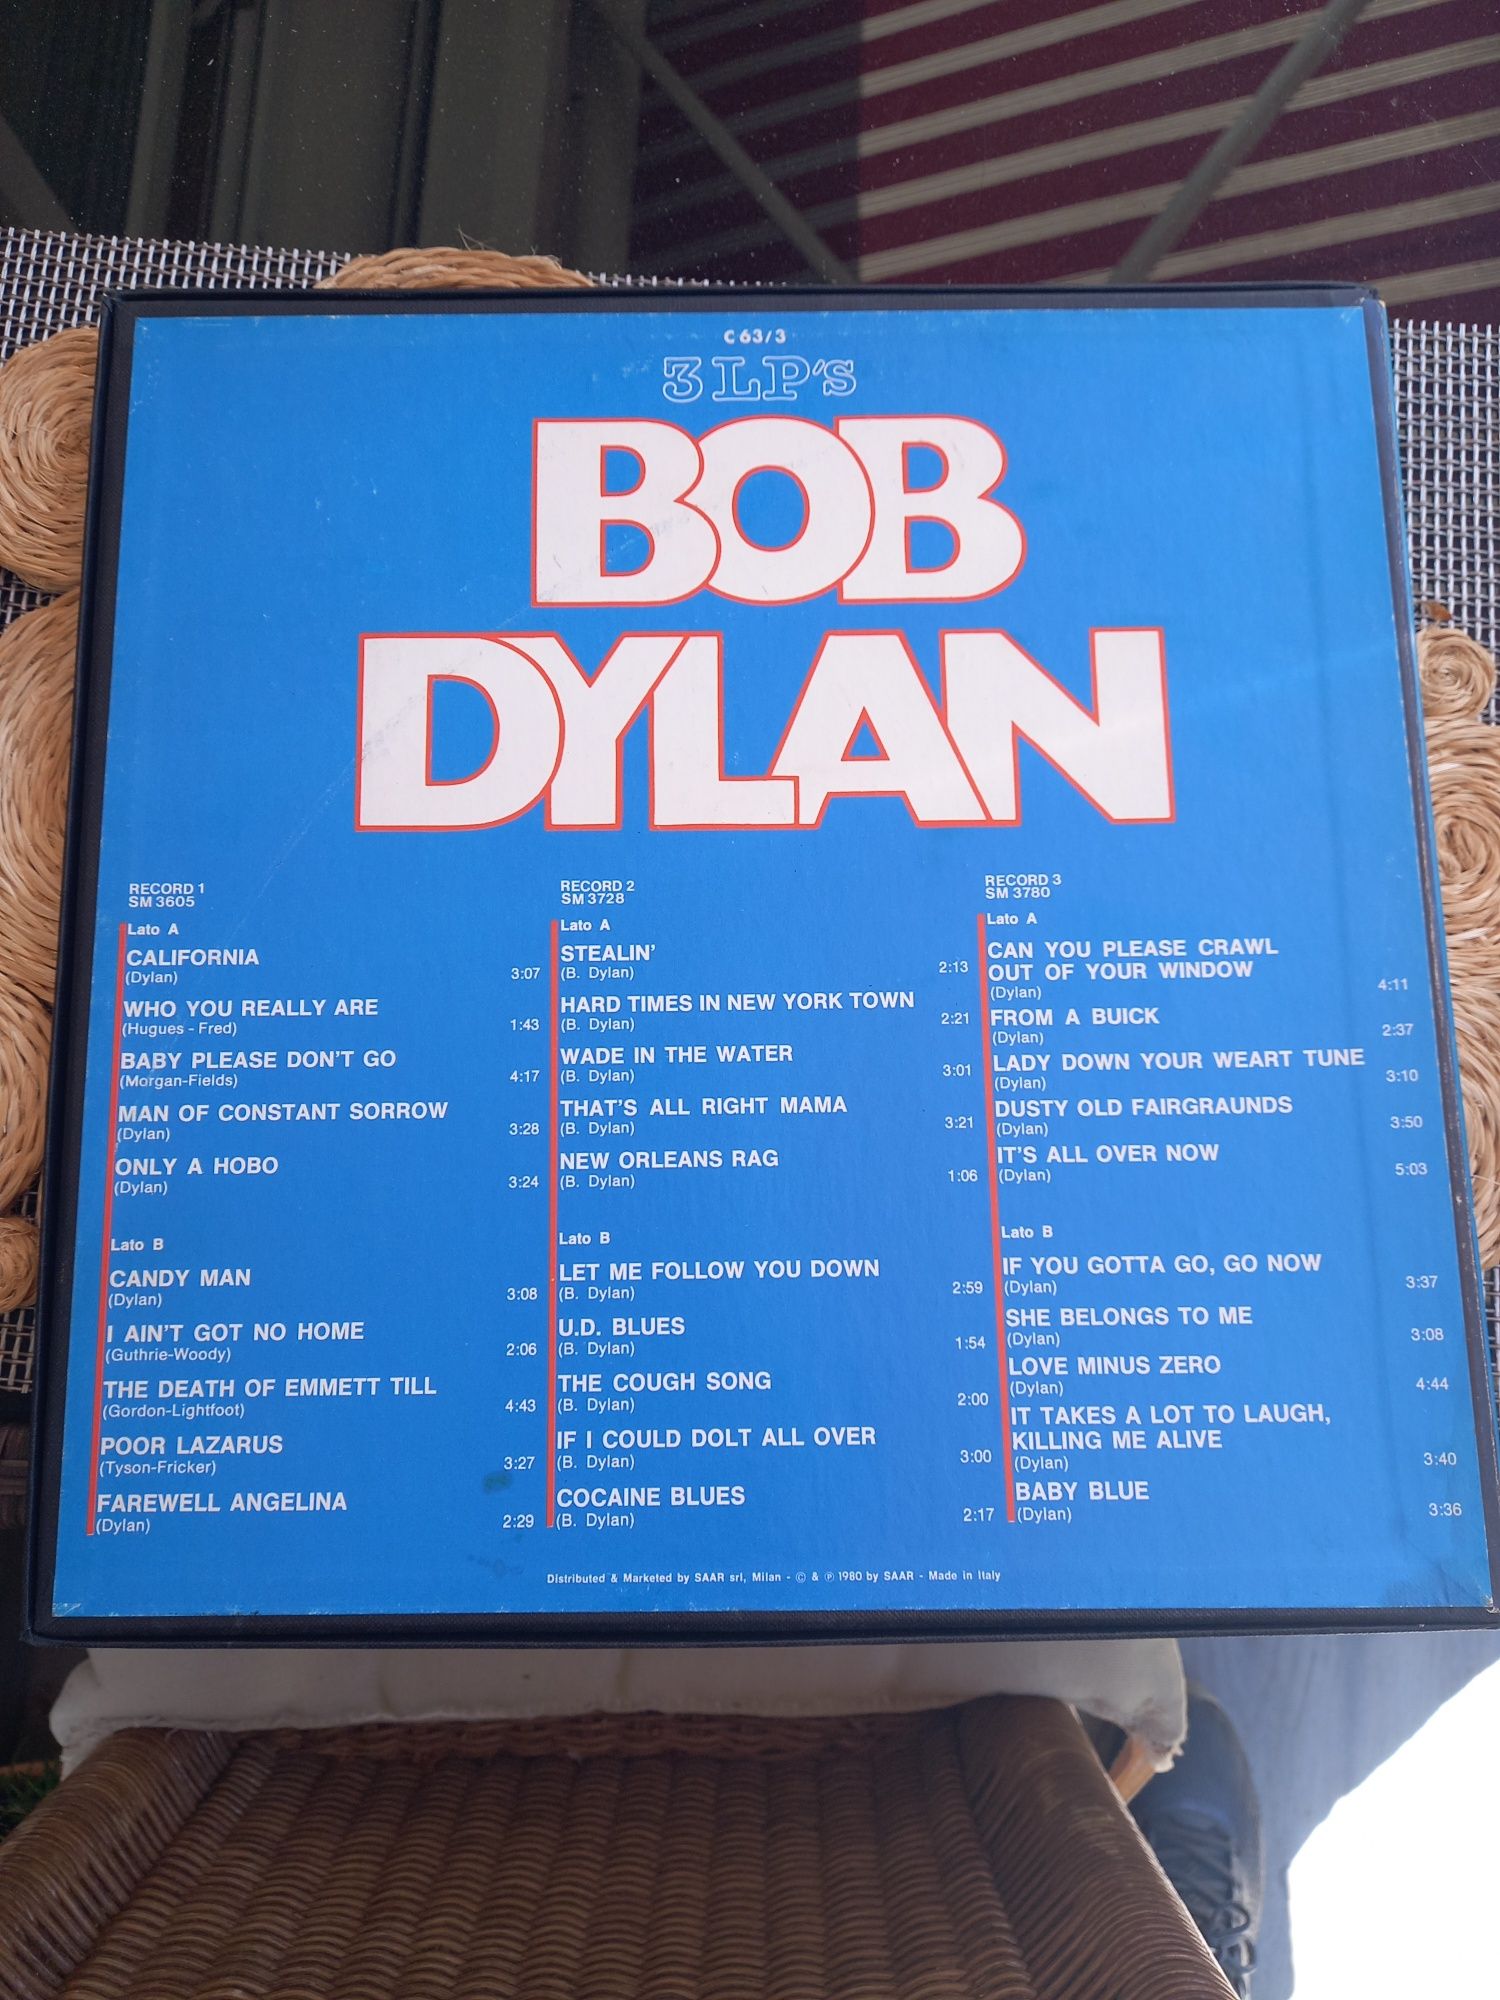 C 63/3
3 LP's
BOB
DYLAN
RECORD 1
SM 3605
Lato A
CALIFORNIA
(Dylan) 3:07
WHO YOU REALLY ARE
(Hugues - Fred) 1:43
BABY PLEASE DON'T GO
(Morgan-Fields) 4:17
MAN OF CONSTANT SORROW
(Dylan) 3:28
ONLY A HOBO
(Dylan) 3:24
Lato B
CANDY MAN
(Dylan) 3:08
I AIN'T GOT NO HOME
(Guthrie-Woody) 2:06
THE DEATH OF EMMETT TILL
(Gordon-Lightfoot) 4:43
POOR LAZARUS
(Tyson-Fricker) 3:27
FAREWELL ANGELINA
(Dylan) 2:29
RECORD 2
SM 3728
Lato A
STEALIN'
(B. Dylan) 2:13
HARD TIMES IN NEW YORK TOWN
(B. Dylan) 2:21
WADE IN THE WATER
(B. Dylan) 3:01
THAT'S ALL RIGHT MAMA
(B. Dylan) 3:21
NEW ORLEANS RAG
(B. Dylan) 1:06
Lato B
LET ME FOLLOW YOU DOWN
(B. Dylan) 2:59
U.D. BLUES
(B. Dylan) 1:54
THE COUGH SONG
(B. Dylan) 2:00
IF I COULD DOLT ALL OVER
(B. Dylan) 3:00
COCAINE BLUES
(B. Dylan) 2:17
RECORD 3
SM 3780
Lato A
CAN YOU PLEASE CRAWL
OUT OF YOUR WINDOW
(Dylan) 4:11
FROM A BUICK
(Dylan) 2:37
LADY DOWN YOUR WEART TUNE
(Dylan) 3:10
DUSTY OLD FAIRGRAUNDS
(Dylan) 3:50
IT'S ALL OVER NOW
(Dylan) 5:03
Lato B
IF YOU GOTTA GO, GO NOW
(Dylan) 3:37
SHE BELONGS TO ME
(Dylan) 3:08
LOVE MINUS ZERO
(Dylan) 4:44
IT TAKES A LOT TO LAUGH,
KILLING ME ALIVE
(Dylan) 3:40
BABY BLUE
(Dylan) 3:36
Distributed & Marketed by SAAR srl, Milan - © & ℗ 1980 by SAAR - Made in Italy